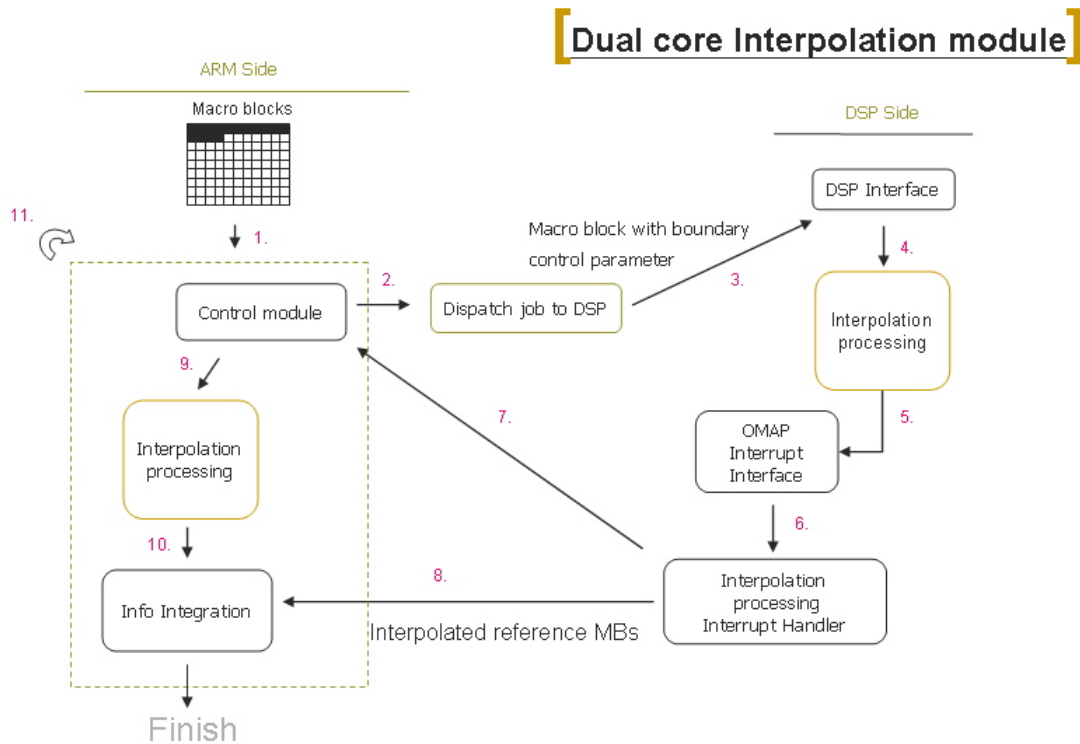 Dual core Interpolation module
ARM Side
Macro blocks
DSP Side
DSP Interface
11.
1.
Macro block with boundary
control parameter
4.
2.
3.
Control module
Dispatch job to DSP
Interpolation
processing
9.
7.
5.
OMAP
Interrupt
Interface
Interpolation
processing
6.
10.
8.
Interpolation
processing
Interrupt Handler
Info Integration
Interpolated reference MBs
Finish